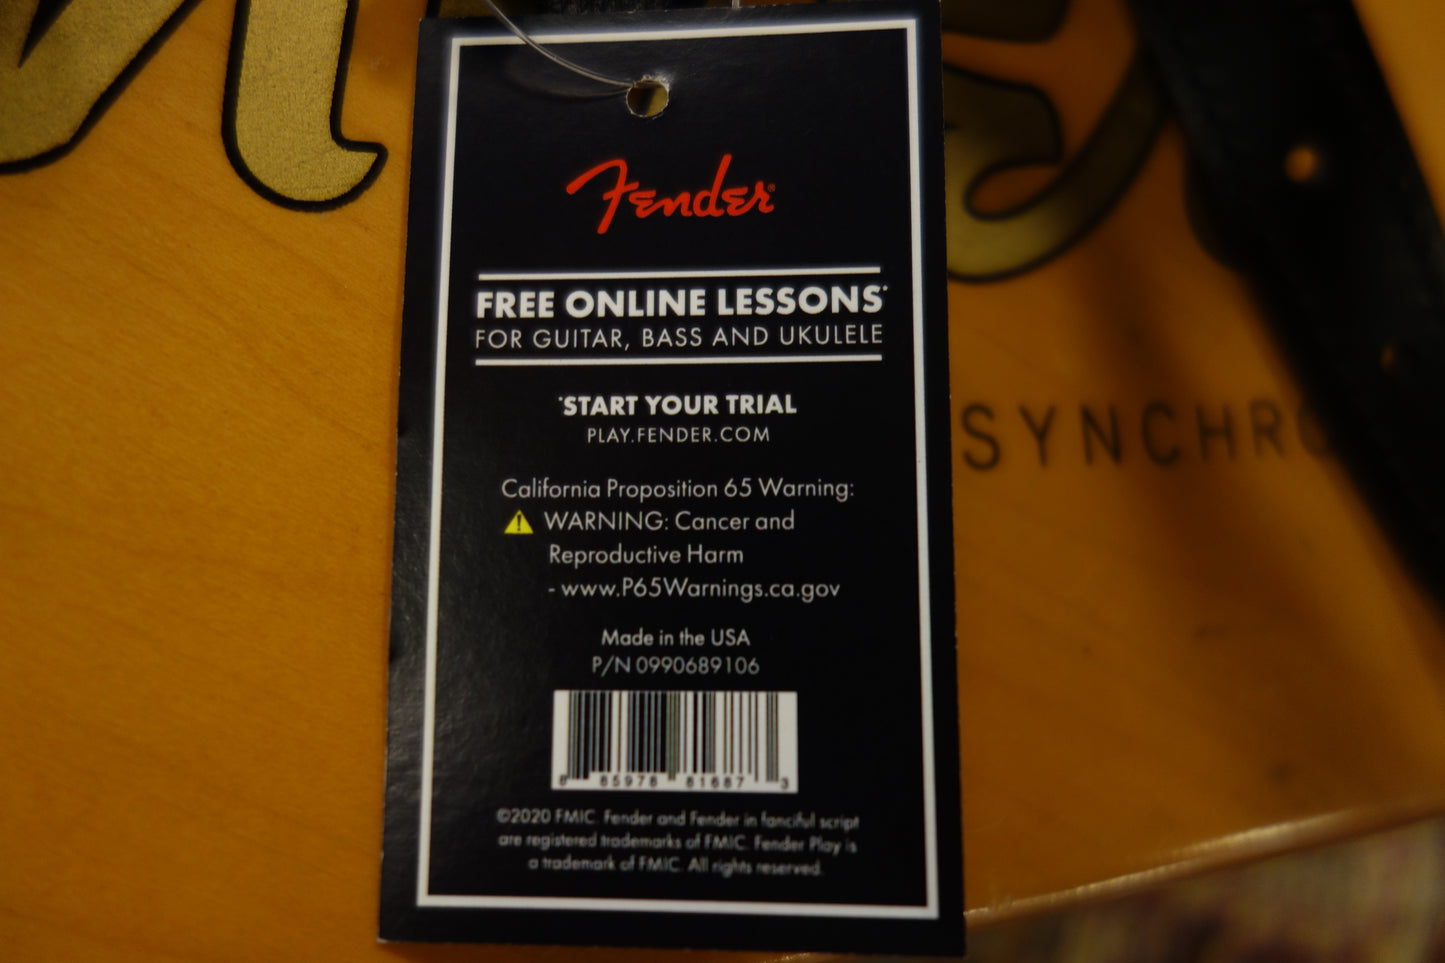 Fender®
FREE ONLINE LESSONS*
FOR GUITAR, BASS AND UKULELE
*START YOUR TRIAL
PLAY.FENDER.COM
SYNCHRO
California Proposition 65 Warning:
WARNING: Cancer and
Reproductive Harm
- www.P65Warnings.ca.gov
Made in the USA
P/N 0990689106
©2020 FMIC. Fender and Fender in fanciful script
are registered trademarks of FMIC. Fender Play is
a trademark of FMIC. All rights reserved.